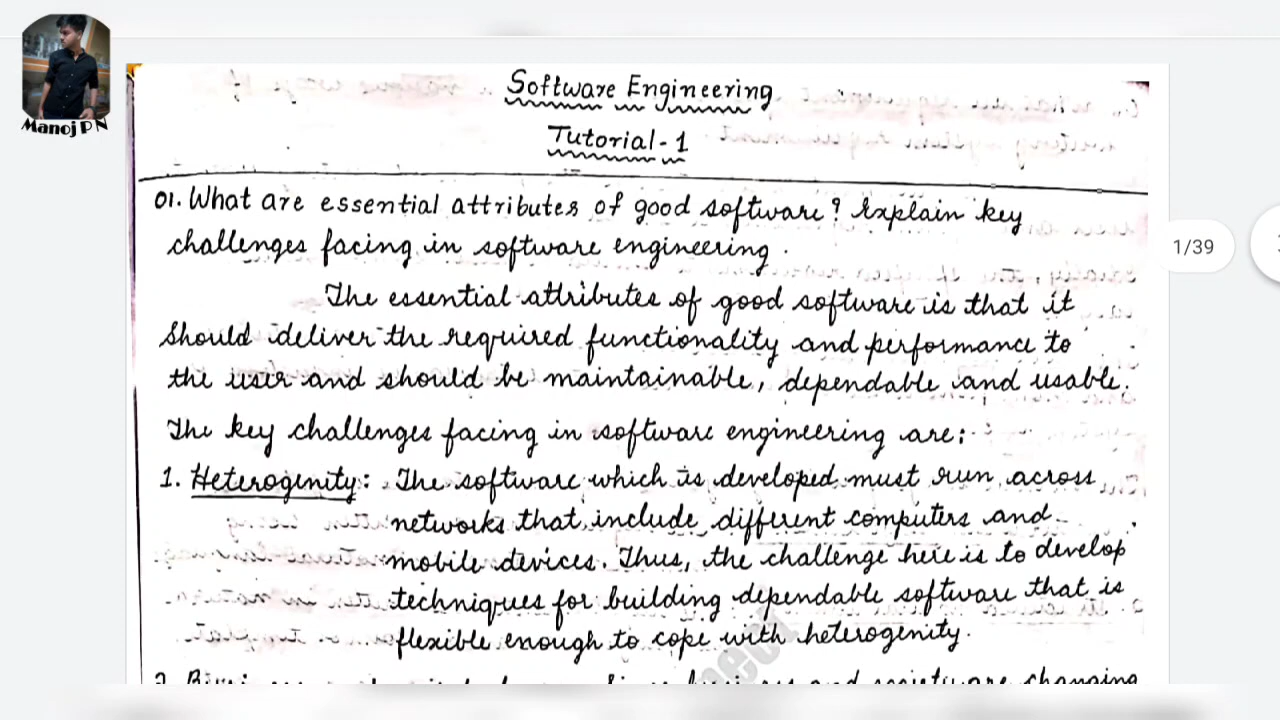 Manoj P N
Software Engineering
Tutorial - 1
01. What are essential attributes of good software? Explain key
challenges facing in software engineering.
The essential attributes of good software is that it
should deliver the required functionality and performance to
the user and should be maintainable, dependable and usable.
The key challenges facing in software engineering are:
1. Heterogenity: The software which is developed must run across
networks that include different computers and
mobile devices. Thus, the challenge here is to develop
techniques for building dependable software that is
flexible enough to cope with heterogenity.
and society are changing
1/39